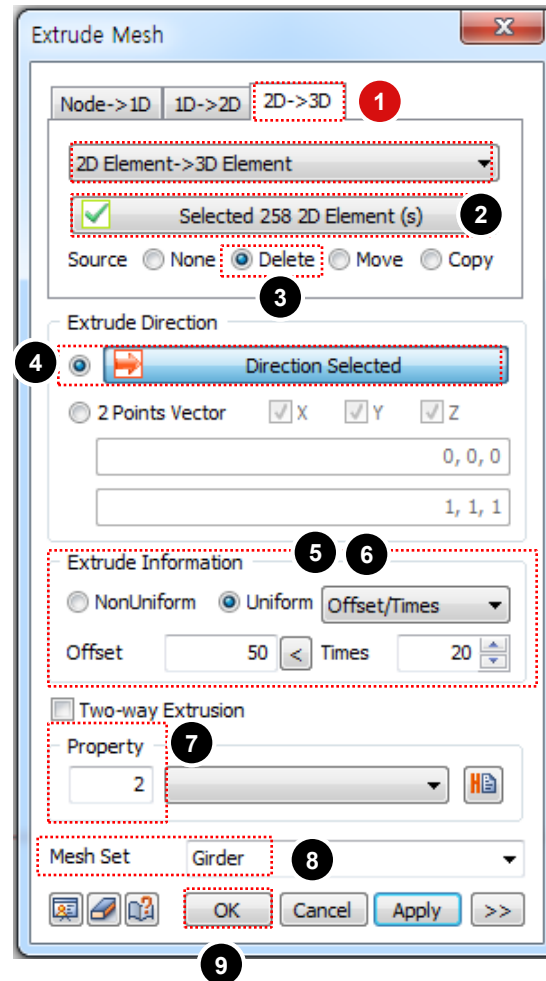 Extrude Mesh
Node->1D 1D->2D 2D->3D 1
2D Element->3D Element
Selected 258 2D Element (s) 2
Source None Delete Move Copy
3
Extrude Direction
4 Direction Selected
2 Points Vector X Y Z
0, 0, 0
1, 1, 1
5 6
Extrude Information
NonUniform Uniform Offset/Times
Offset 50 < Times 20
Two-way Extrusion
Property 7
2
Mesh Set Girder 8
OK Cancel Apply >>
9